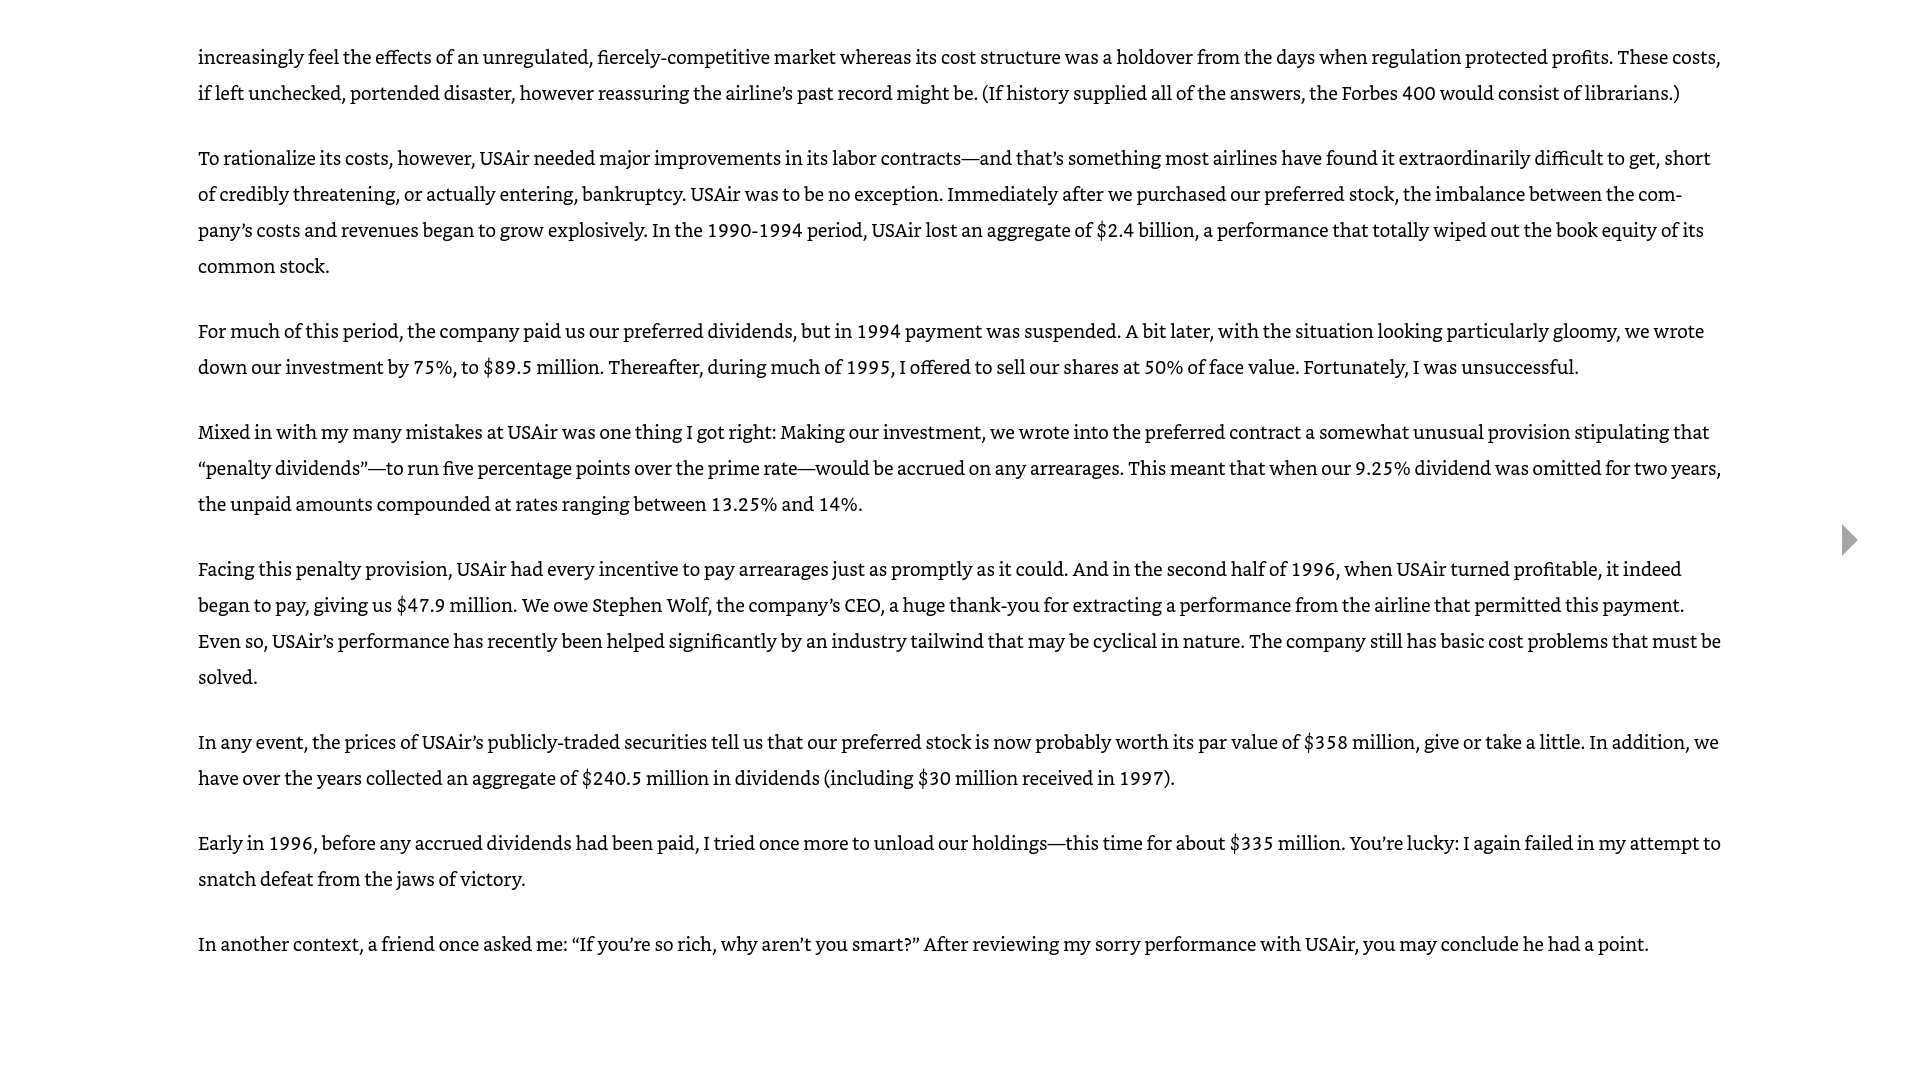 increasingly feel the effects of an unregulated, fiercely-competitive market whereas its cost structure was a holdover from the days when regulation protected profits. These costs,
if left unchecked, portended disaster, however reassuring the airline’s past record might be. (If history supplied all of the answers, the Forbes 400 would consist of librarians.)
To rationalize its costs, however, USAir needed major improvements in its labor contracts—and that’s something most airlines have found it extraordinarily difficult to get, short
of credibly threatening, or actually entering, bankruptcy. USAir was to be no exception. Immediately after we purchased our preferred stock, the imbalance between the com-
pany’s costs and revenues began to grow explosively. In the 1990-1994 period, USAir lost an aggregate of $2.4 billion, a performance that totally wiped out the book equity of its
common stock.
For much of this period, the company paid us our preferred dividends, but in 1994 payment was suspended. A bit later, with the situation looking particularly gloomy, we wrote
down our investment by 75%, to $89.5 million. Thereafter, during much of 1995, I offered to sell our shares at 50% of face value. Fortunately, I was unsuccessful.
Mixed in with my many mistakes at USAir was one thing I got right: Making our investment, we wrote into the preferred contract a somewhat unusual provision stipulating that
“penalty dividends”—to run five percentage points over the prime rate—would be accrued on any arrearages. This meant that when our 9.25% dividend was omitted for two years,
the unpaid amounts compounded at rates ranging between 13.25% and 14%.
Facing this penalty provision, USAir had every incentive to pay arrearages just as promptly as it could. And in the second half of 1996, when USAir turned profitable, it indeed
began to pay, giving us $47.9 million. We owe Stephen Wolf, the company’s CEO, a huge thank-you for extracting a performance from the airline that permitted this payment.
Even so, USAir’s performance has recently been helped significantly by an industry tailwind that may be cyclical in nature. The company still has basic cost problems that must be
solved.
In any event, the prices of USAir’s publicly-traded securities tell us that our preferred stock is now probably worth its par value of $358 million, give or take a little. In addition, we
have over the years collected an aggregate of $240.5 million in dividends (including $30 million received in 1997).
Early in 1996, before any accrued dividends had been paid, I tried once more to unload our holdings—this time for about $335 million. You’re lucky: I again failed in my attempt to
snatch defeat from the jaws of victory.
In another context, a friend once asked me: “If you’re so rich, why aren’t you smart?” After reviewing my sorry performance with USAir, you may conclude he had a point.